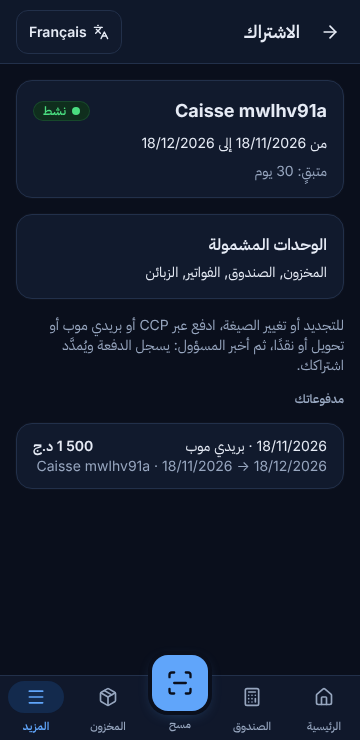 الاشتراك
Français
Caisse mwlhv91a
نشط
من 18/11/2026 إلى 18/12/2026
متبقٍ: 30 يوم
الوحدات المشمولة
المخزون, الصندوق, الفواتير, الزبائن
للتجديد أو تغيير الصيغة، ادفع عبر CCP أو بريدي موب أو
تحويل أو نقدًا، ثم أخبر المسؤول: يسجل الدفعة ويُمدَّد
اشتراكك.
مدفوعاتك
18/11/2026 · بريدي موب
1 500 د.ج
Caisse mwlhv91a · 18/11/2026 → 18/12/2026
الرئيسية
الصندوق
مسح
المخزون
المزيد